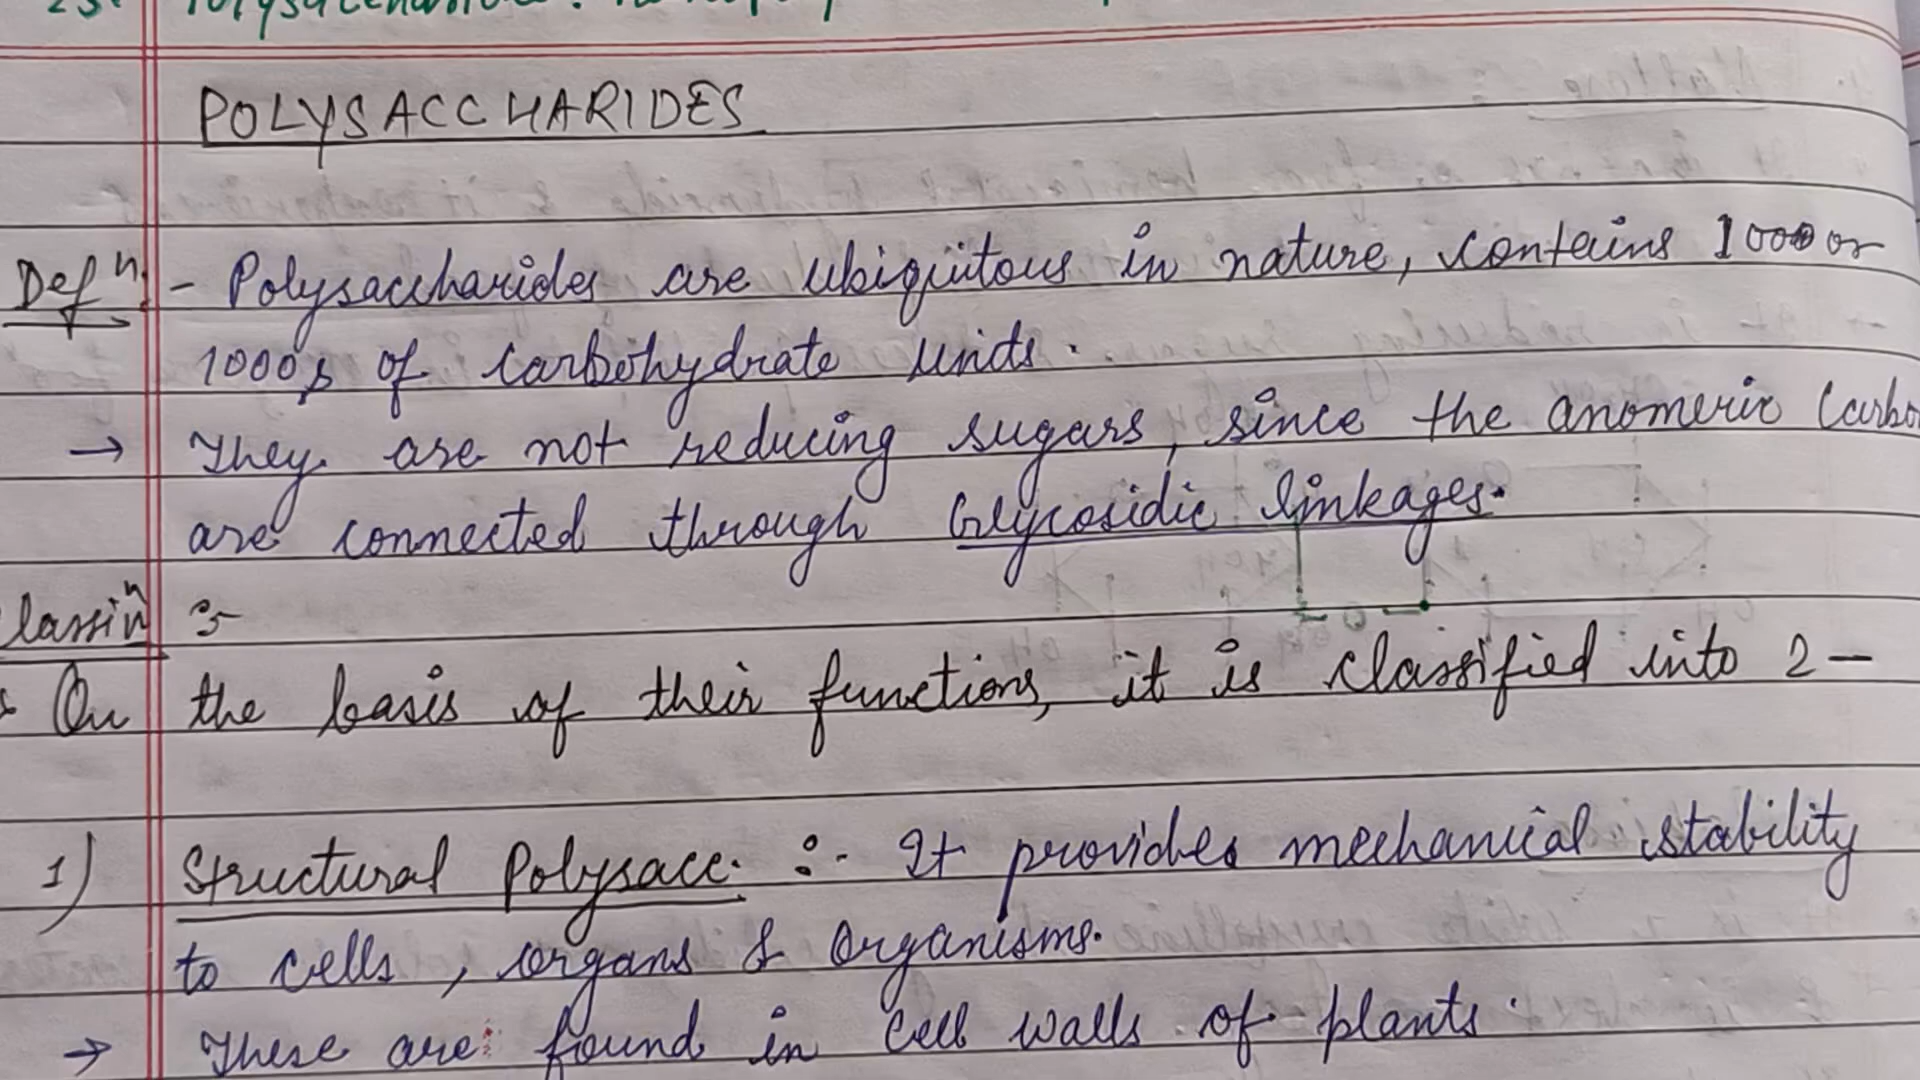 POLYSACCHARIDES
Defn:- Polysaccharides are ubiquitous in nature, contains 1000 or
1000's of carbohydrate units.
→ They are not reducing sugars, since the anomeric Carbo
are connected through Glycosidic linkages.
- O -
lassin :-
On the basis of their functions, it is classified into 2 –
1) Structural Polysacc. :- It provides mechanical stability
to cells, organs & Organisms.
→ These are found in Cell walls of plants.